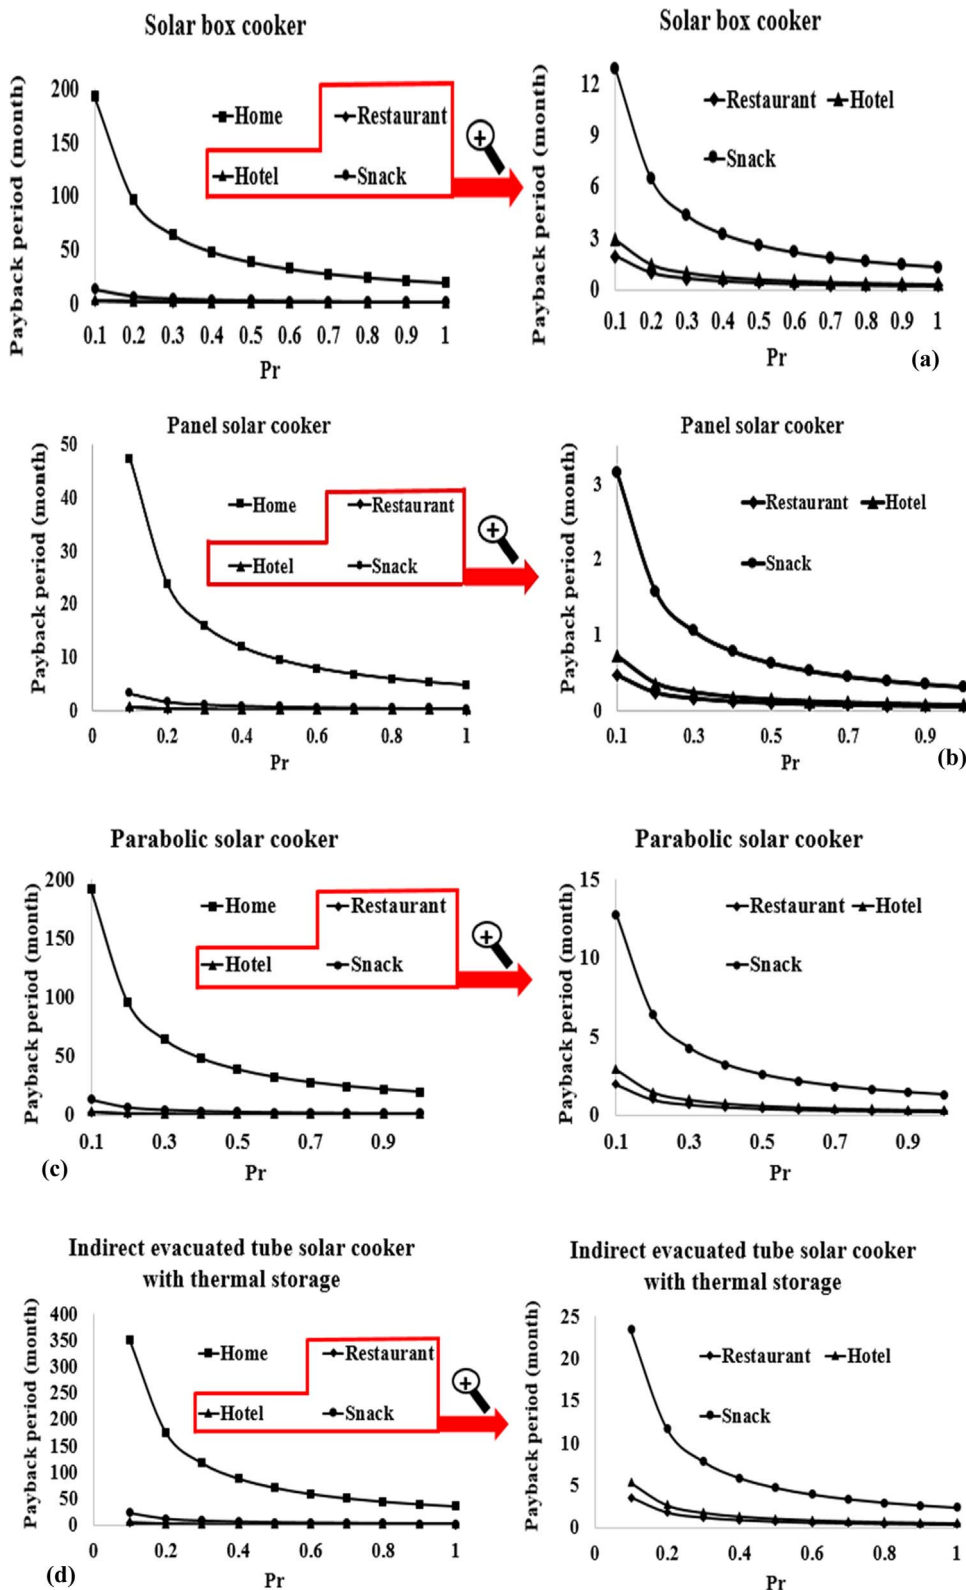 Solar box cooker
Payback period (month)
200
150
100
50
0
Home
Restaurant
Hotel
Snack
0.1 0.2 0.3 0.4 0.5 0.6 0.7 0.8 0.9 1
Pr
Solar box cooker
Payback period (month)
12
9
6
3
0
Restaurant
Hotel
Snack
0.1 0.2 0.3 0.4 0.5 0.6 0.7 0.8 0.9 1
Pr
(a)
Panel solar cooker
Payback period (month)
50
40
30
20
10
0
Home
Restaurant
Hotel
Snack
0 0.2 0.4 0.6 0.8 1
Pr
Panel solar cooker
Payback period (month)
3
2
1
0
Restaurant
Hotel
Snack
0.1 0.3 0.5 0.7 0.9
Pr
(b)
Parabolic solar cooker
Payback period (month)
200
150
100
50
0
Home
Restaurant
Hotel
Snack
0.1 0.3 0.5 0.7 0.9
Pr
(c)
Parabolic solar cooker
Payback period (month)
15
10
5
0
Restaurant
Hotel
Snack
0.1 0.3 0.5 0.7 0.9
Pr
Indirect evacuated tube solar cooker
with thermal storage
Payback period (month)
400
350
300
250
200
150
100
50
0
Home
Restaurant
Hotel
Snack
0 0.2 0.4 0.6 0.8 1
Pr
(d)
Indirect evacuated tube solar cooker
with thermal storage
Payback period (month)
25
20
15
10
5
0
Restaurant
Hotel
Snack
0 0.2 0.4 0.6 0.8 1
Pr